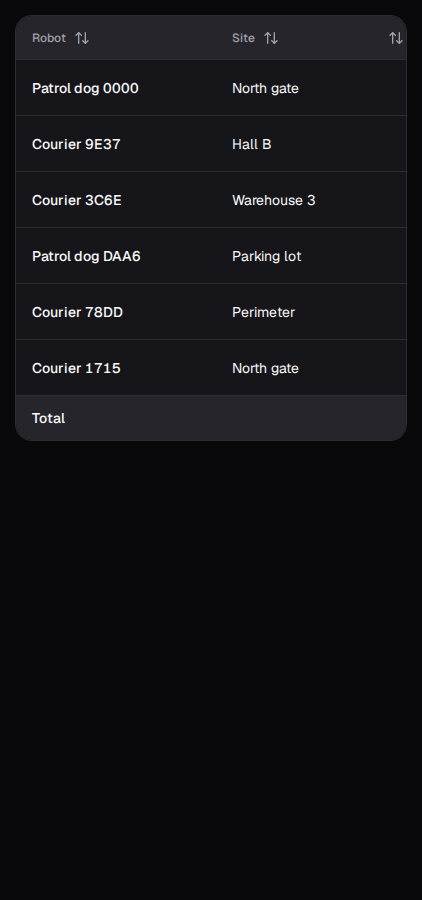 Robot Site
Patrol dog 0000 North gate
Courier 9E37 Hall B
Courier 3C6E Warehouse 3
Patrol dog DAA6 Parking lot
Courier 78DD Perimeter
Courier 1715 North gate
Total